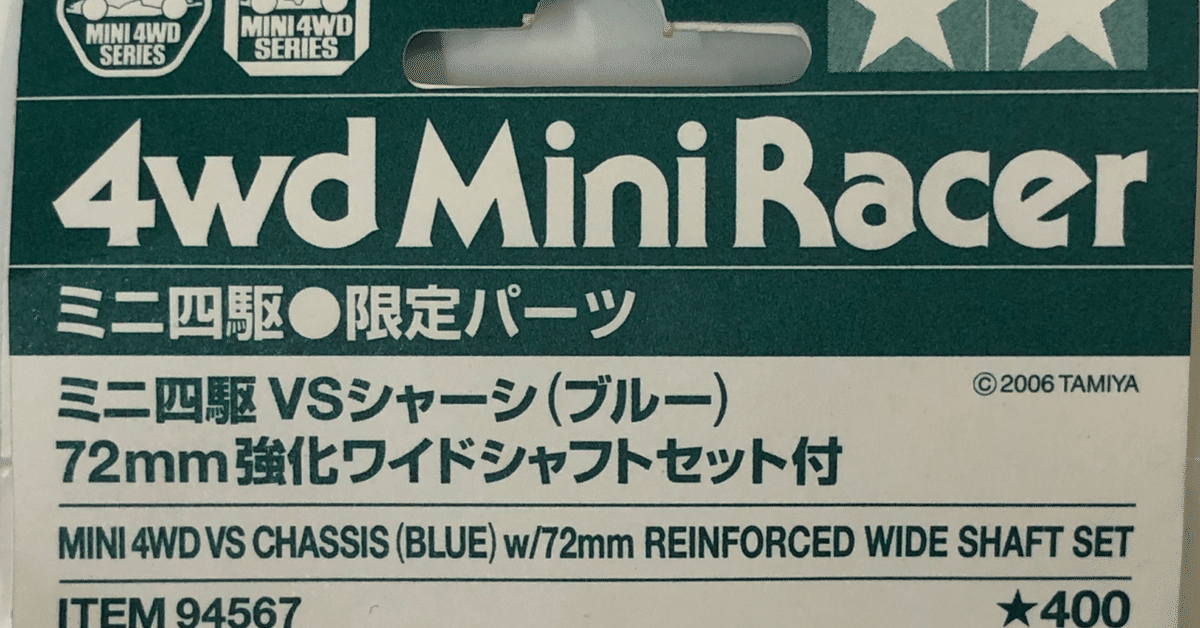 MINI 4WD
SERIES
MINI 4WD
SERIES
4wd Mini Racer
ミニ四駆●限定パーツ
ミニ四駆 VSシャーシ(ブルー)
©2006 TAMIYA
72mm強化ワイドシャフトセット付
MINI 4WD VS CHASSIS (BLUE) w/72mm REINFORCED WIDE SHAFT SET
ITEM 94567
★400